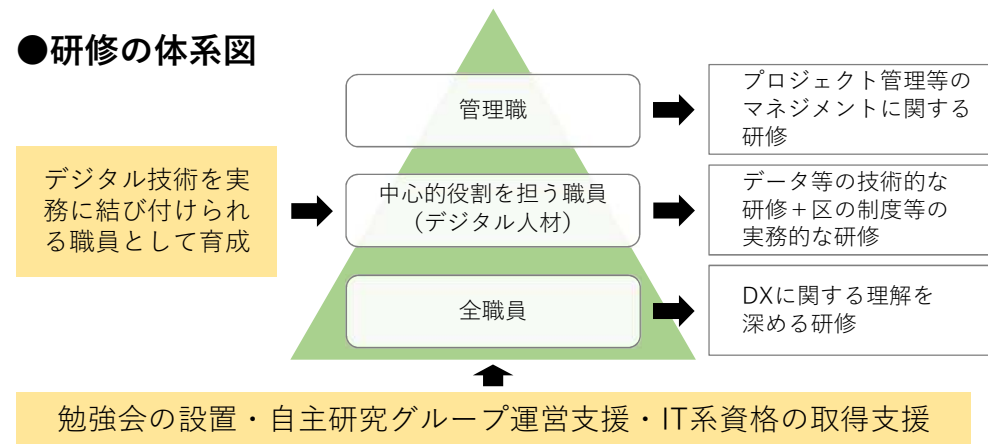 ●研修の体系図
管理職
プロジェクト管理等の
マネジメントに関する
研修
デジタル技術を実
務に結び付けられ
る職員として育成
中心的役割を担う職員
(デジタル人材)
データ等の技術的な
研修＋区の制度等の
実務的な研修
全職員
DXに関する理解を
深める研修
勉強会の設置・自主研究グループ運営支援・IT系資格の取得支援